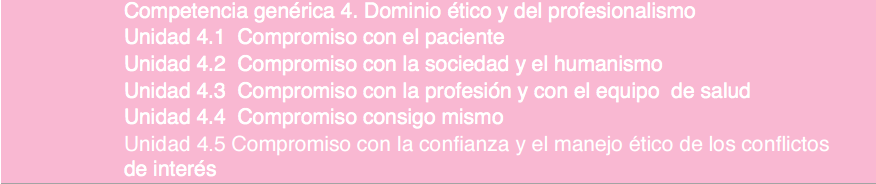 Competencia genérica 4. Dominio ético y del profesionalismo
Unidad 4.1 Compromiso con el paciente
Unidad 4.2 Compromiso con la sociedad y el humanismo
Unidad 4.3 Compromiso con la profesión y con el equipo de salud
Unidad 4.4 Compromiso consigo mismo
Unidad 4.5 Compromiso con la confianza y el manejo ético de los conflictos
de interés